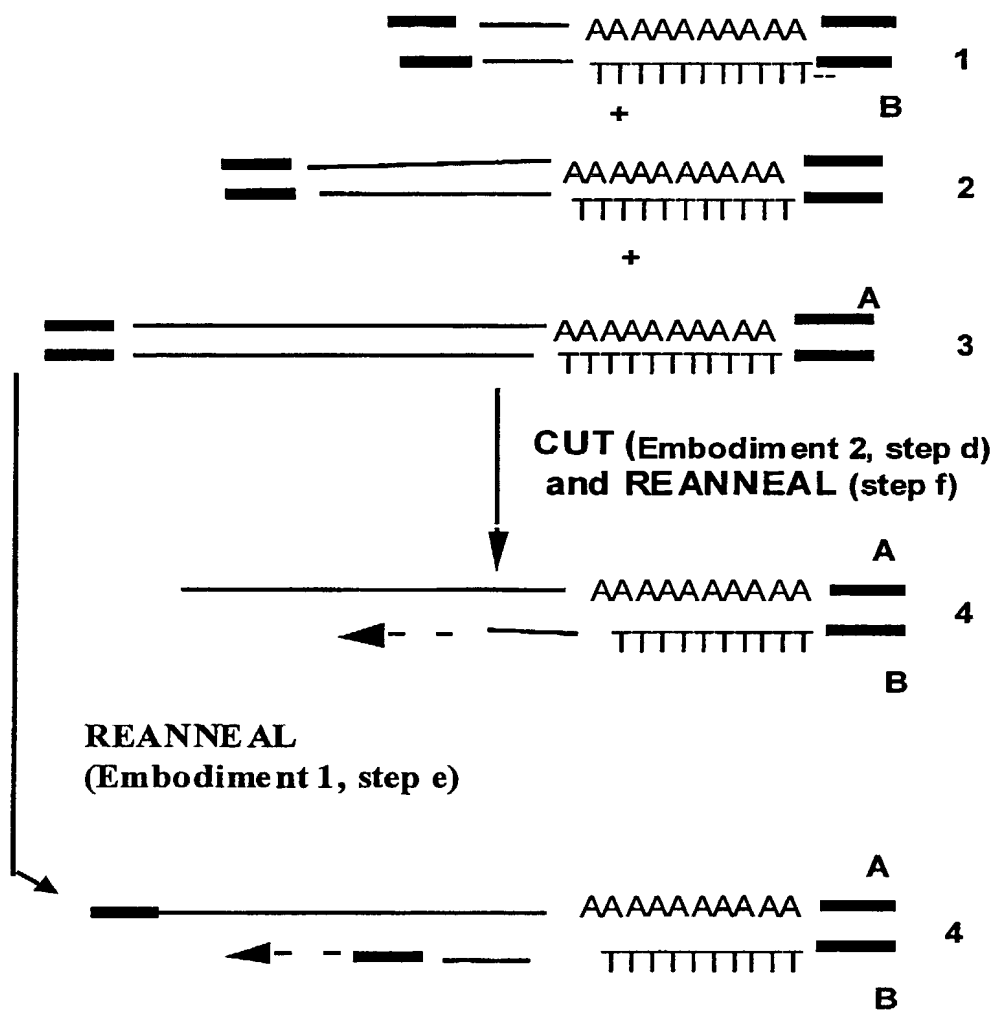 AAAAAAAAAA
TTTTTTTTTTT--
1
B
+
AAAAAAAAAA
TTTTTTTTTTT
2
+
A
AAAAAAAAAA
TTTTTTTTTTT
3
CUT (Embodiment 2, step d)
and REANNEAL (step f)
A
AAAAAAAAAA
TTTTTTTTTT
4
B
REANNEAL
(Embodiment 1, step e)
A
AAAAAAAAAA
TTTTTTTTTT
4
B